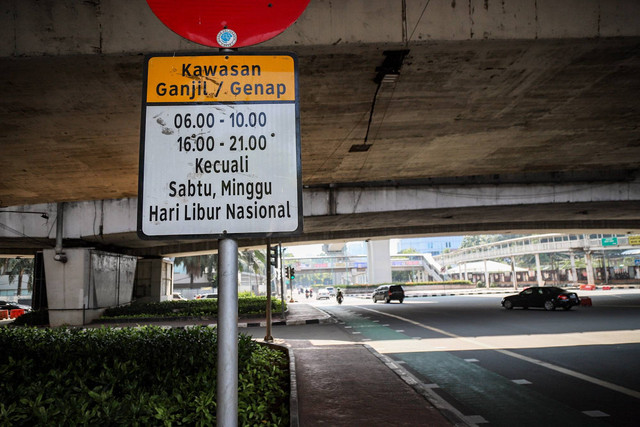 Kawasan
Ganjil / Genap
06.00 - 10.00
16.00 - 21.00
Kecuali
Sabtu, Minggu
Hari Libur Nasional